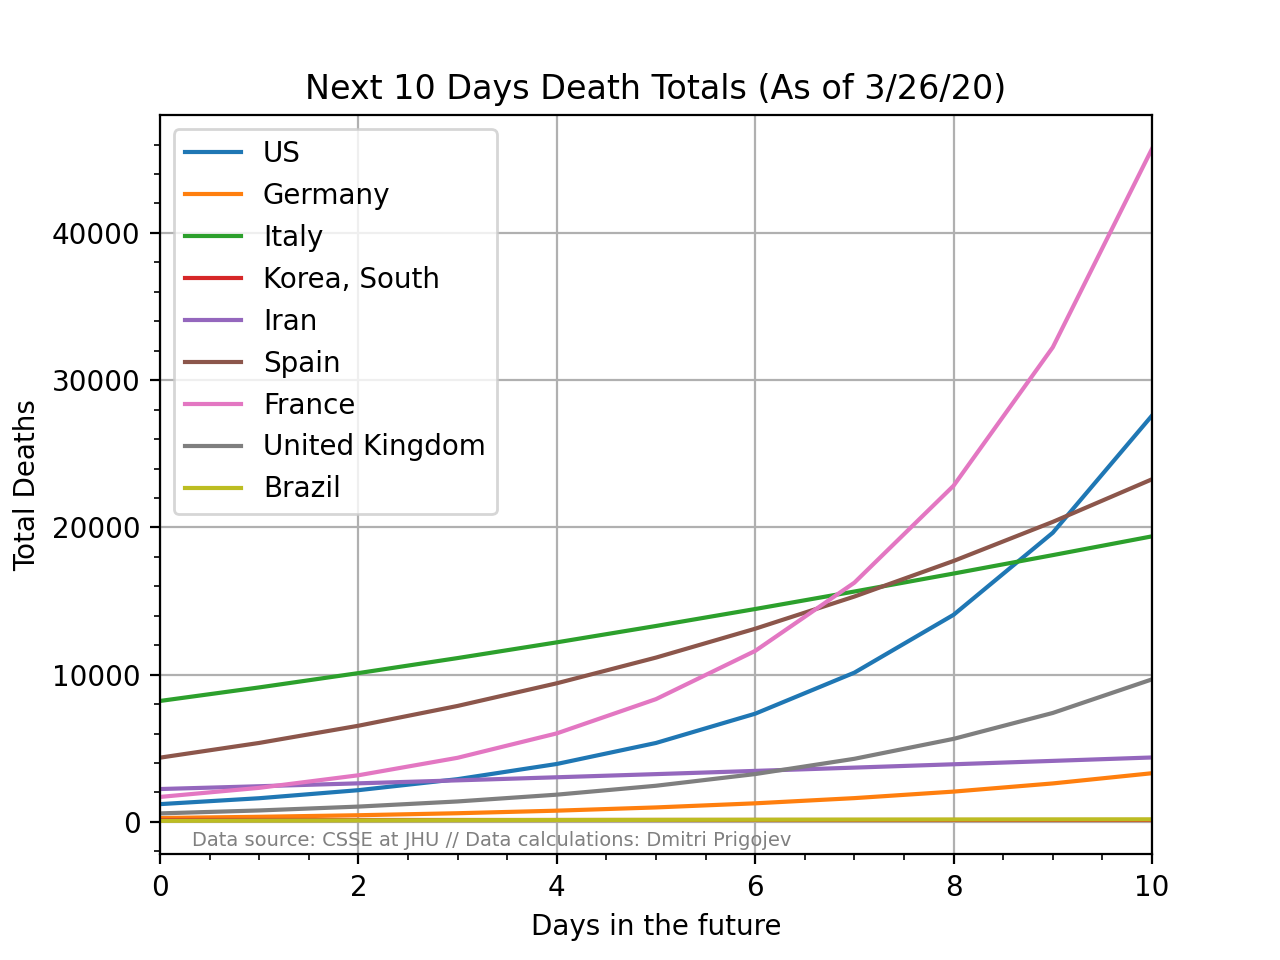 Next 10 Days Death Totals (As of 3/26/20)
US
Germany
Italy
Korea, South
Iran
Spain
France
United Kingdom
Brazil
40000
30000
20000
10000
0
Total Deaths
Data source: CSSE at JHU // Data calculations: Dmitri Prigojev
0 2 4 6 8 10
Days in the future